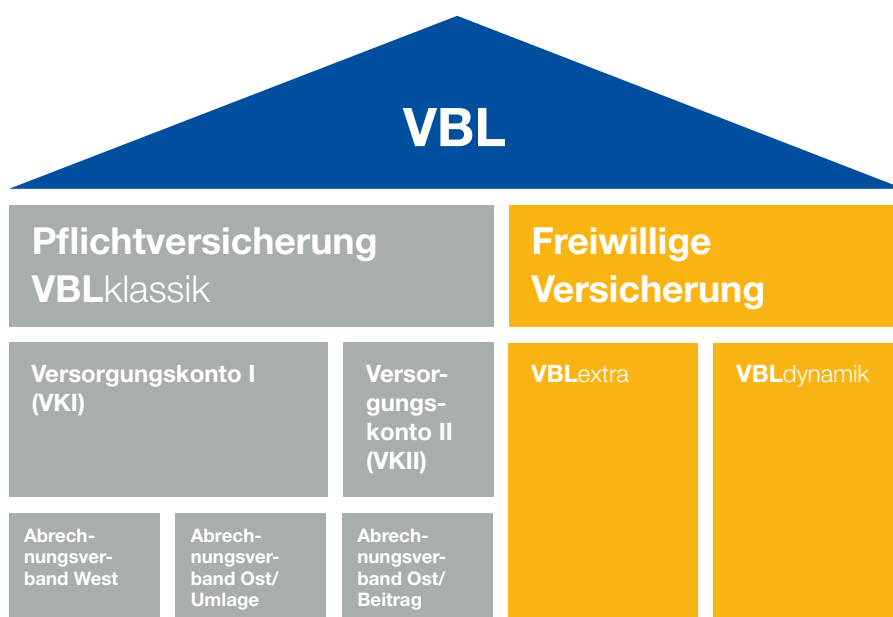 VBL
Pflichtversicherung
VBLklassik
Freiwillige
Versicherung
Versorgungskonto I
(VKI)
Versor-
gungs-
konto II
(VKII)
VBLextra
VBLdynamik
Abrech-
nungsver-
band West
Abrech-
nungsver-
band Ost/
Umlage
Abrech-
nungsver-
band Ost/
Beitrag